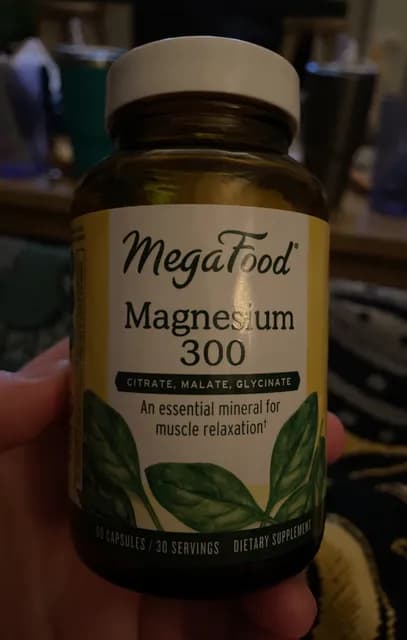 MegaFood®
Magnesium
300
CITRATE, MALATE, GLYCINATE
An essential mineral for
muscle relaxation†
CAPSULES / 30 SERVINGS DIETARY SUPPLEMENT